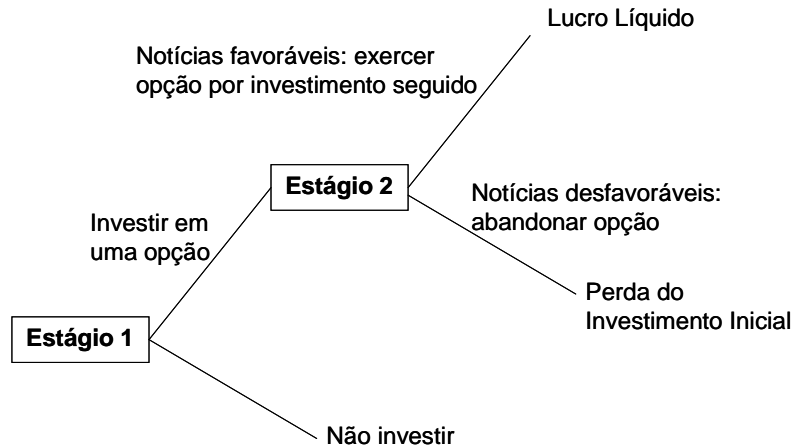 Lucro Líquido
Notícias favoráveis: exercer
opção por investimento seguido
Estágio 2
Notícias desfavoráveis:
abandonar opção
Investir em
uma opção
Perda do
Investimento Inicial
Estágio 1
Não investir